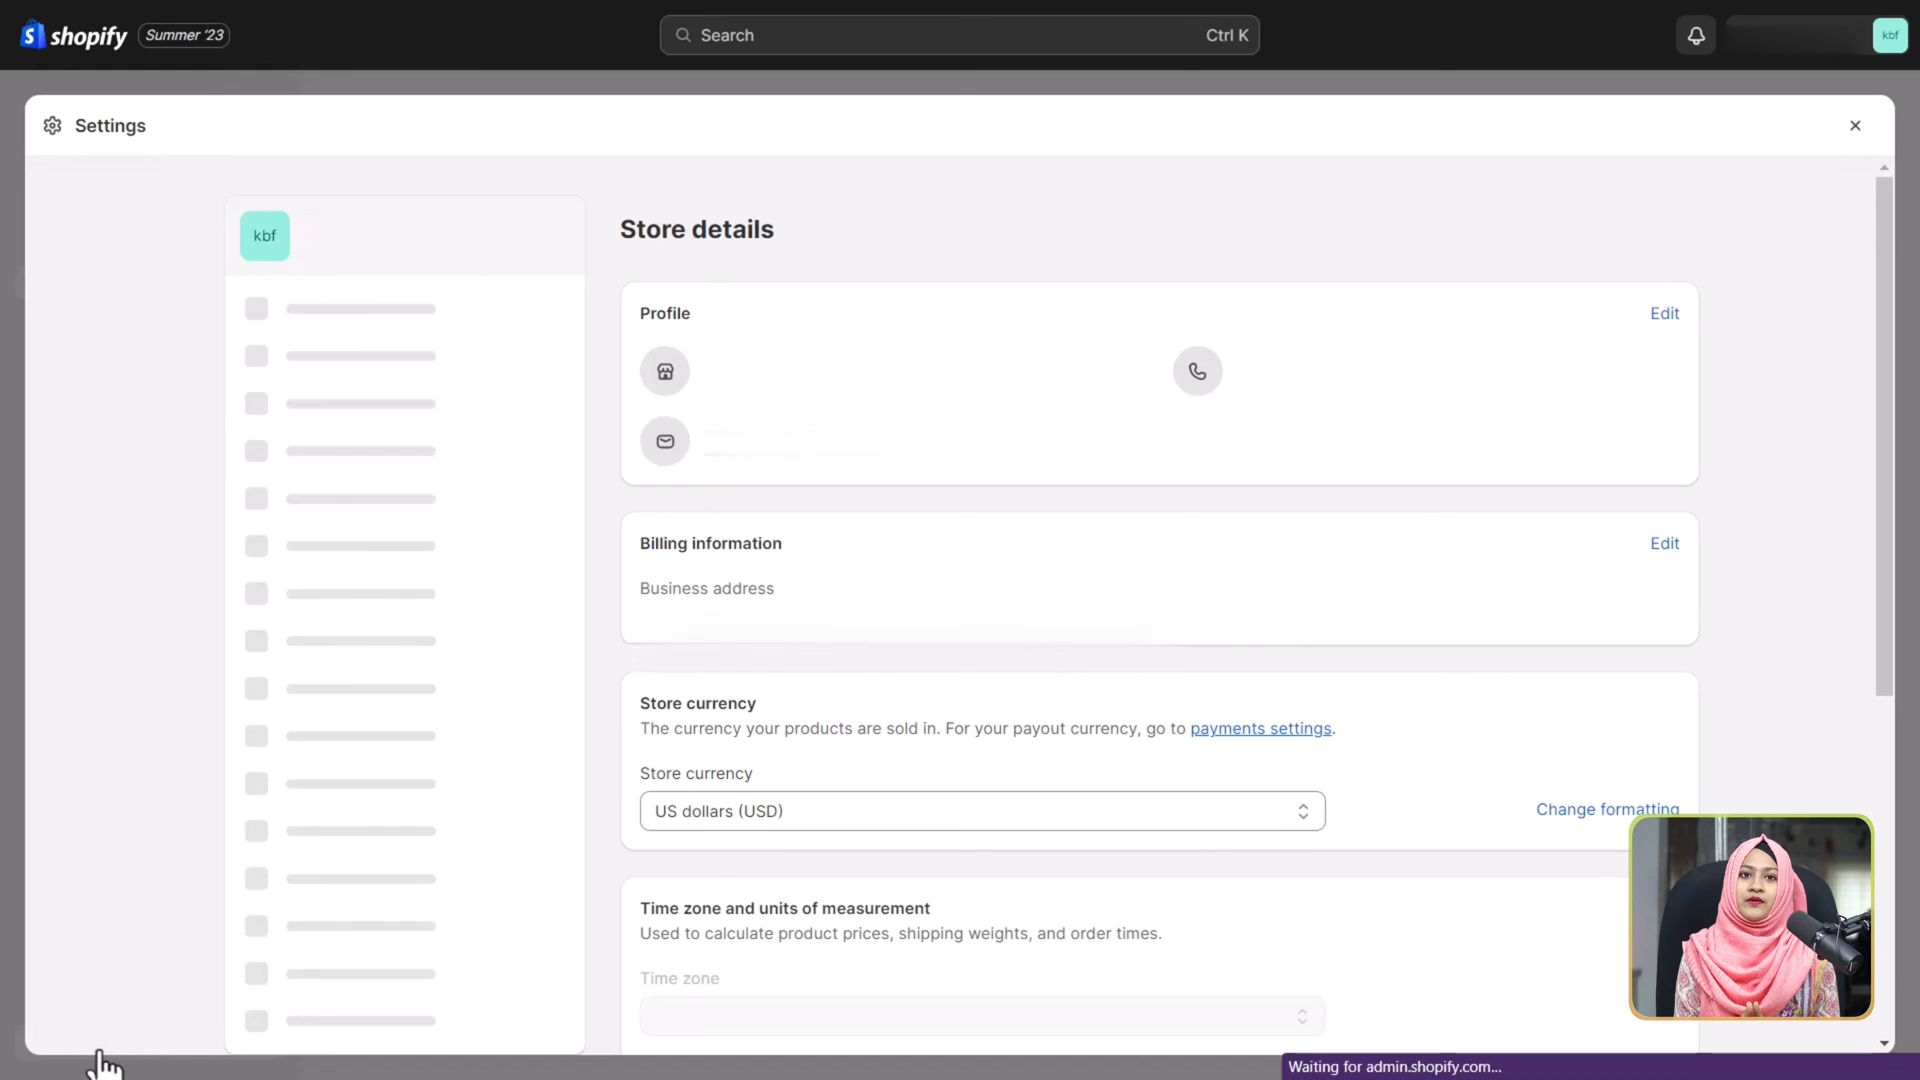 shopify Summer '23
Search Ctrl K
kbf
Settings
kbf
Store details
Profile
Edit
Billing information
Edit
Business address
Store currency
The currency your products are sold in. For your payout currency, go to payments settings.
Store currency
US dollars (USD)
Change formatting
Time zone and units of measurement
Used to calculate product prices, shipping weights, and order times.
Time zone
Waiting for admin.shopify.com...